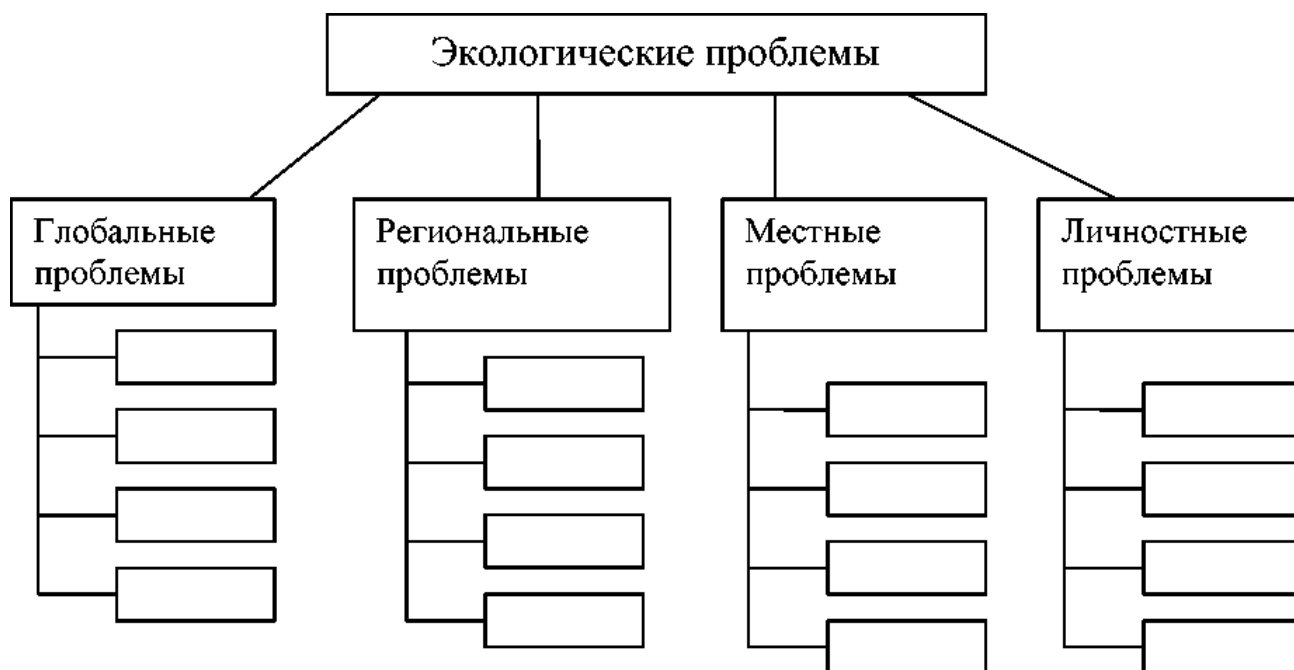 Экологические проблемы
Глобальные
проблемы
Региональные
проблемы
Местные
проблемы
Личностные
проблемы